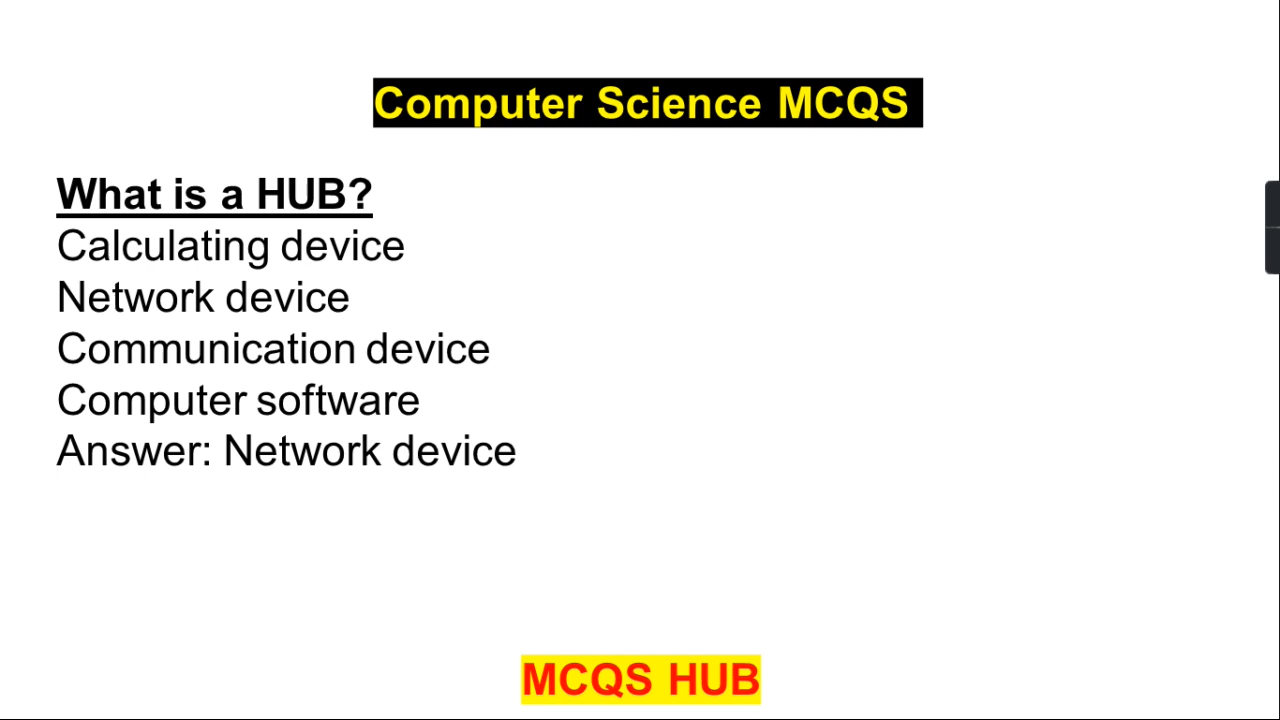 Computer Science MCQS
What is a HUB?
Calculating device
Network device
Communication device
Computer software
Answer: Network device
MCQS HUB